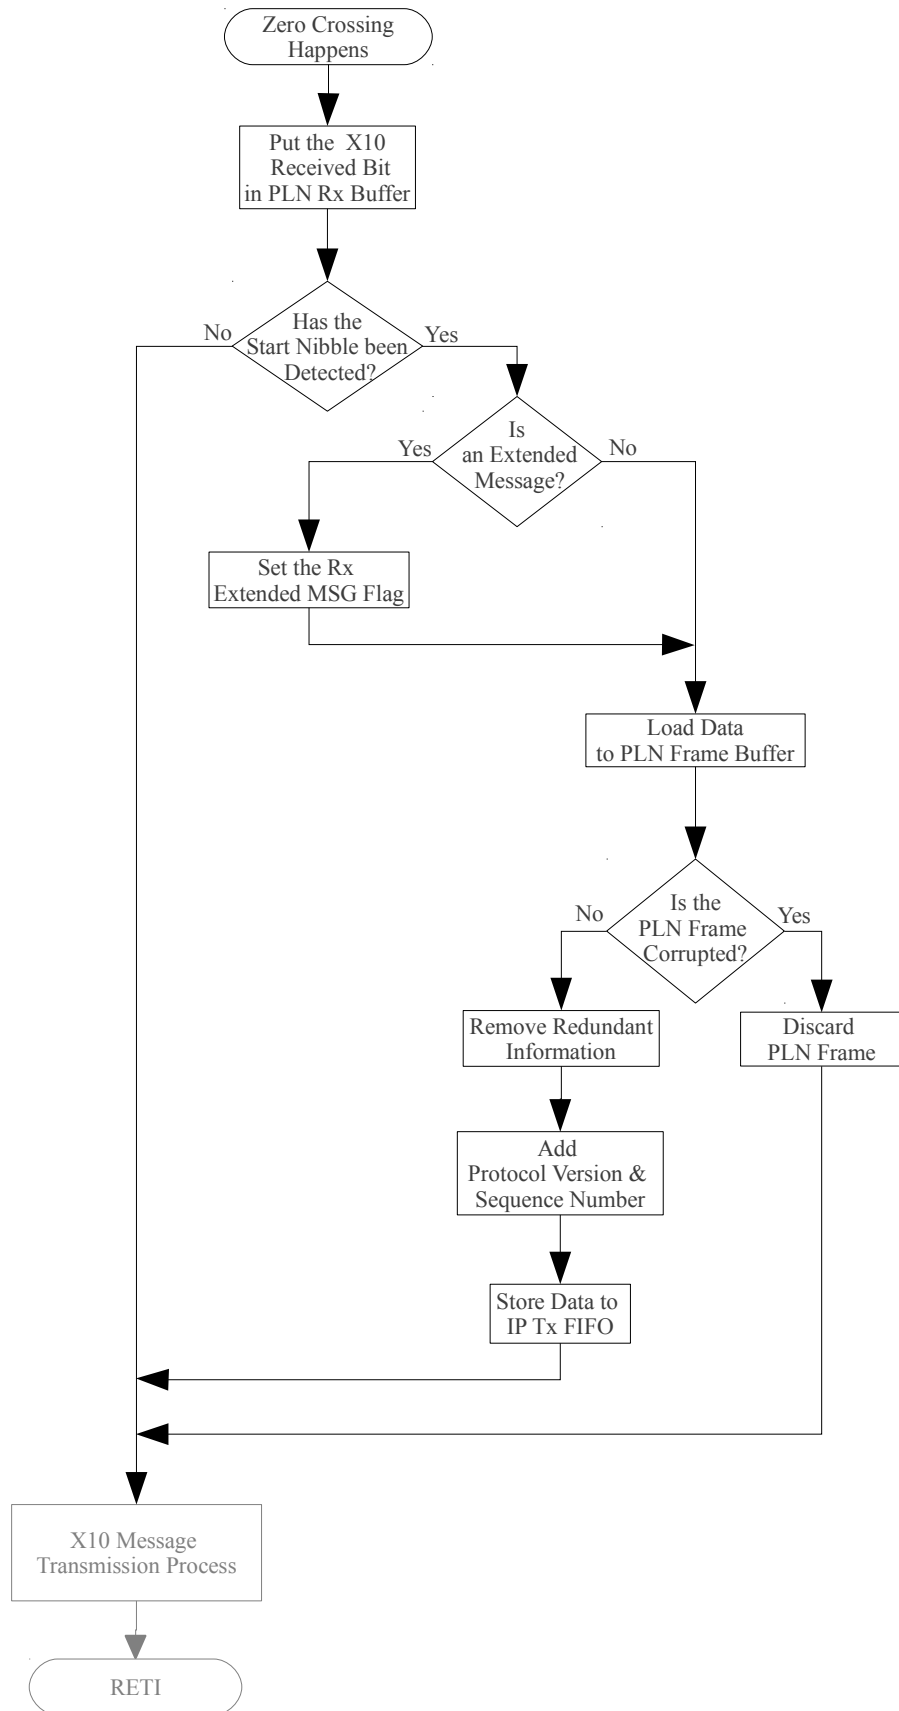 Zero Crossing
Happens
Put the X10
Received Bit
in PLN Rx Buffer
No
Has the
Start Nibble been
Detected?
Yes
Yes
Is
an Extended
Message?
No
Set the Rx
Extended MSG Flag
Load Data
to PLN Frame Buffer
No
Is the
PLN Frame
Corrupted?
Yes
Remove Redundant
Information
Discard
PLN Frame
Add
Protocol Version &
Sequence Number
Store Data to
IP Tx FIFO
X10 Message
Transmission Process
RETI